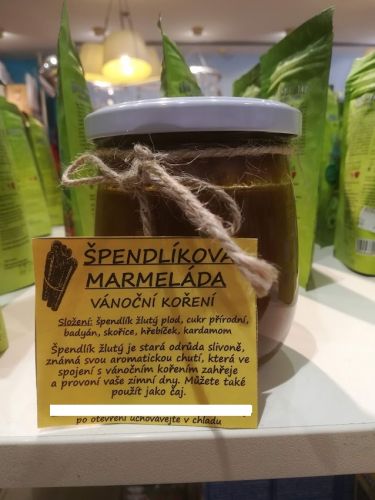 ŠPENDLÍKOVÁ
MARMELÁDA
VÁNOČNÍ KOŘENÍ
Složení: špendlík žlutý plod, cukr přírodní,
badyán, skořice, hřebíček, kardamom
Špendlík žlutý je stará odrůda slivoně,
známá svou aromatickou chutí, která ve
spojení s vánočním kořením zahřeje
a provoní vaše zimní dny. Můžete také
použít jako čaj.
po otevření uchovávejte v chladu